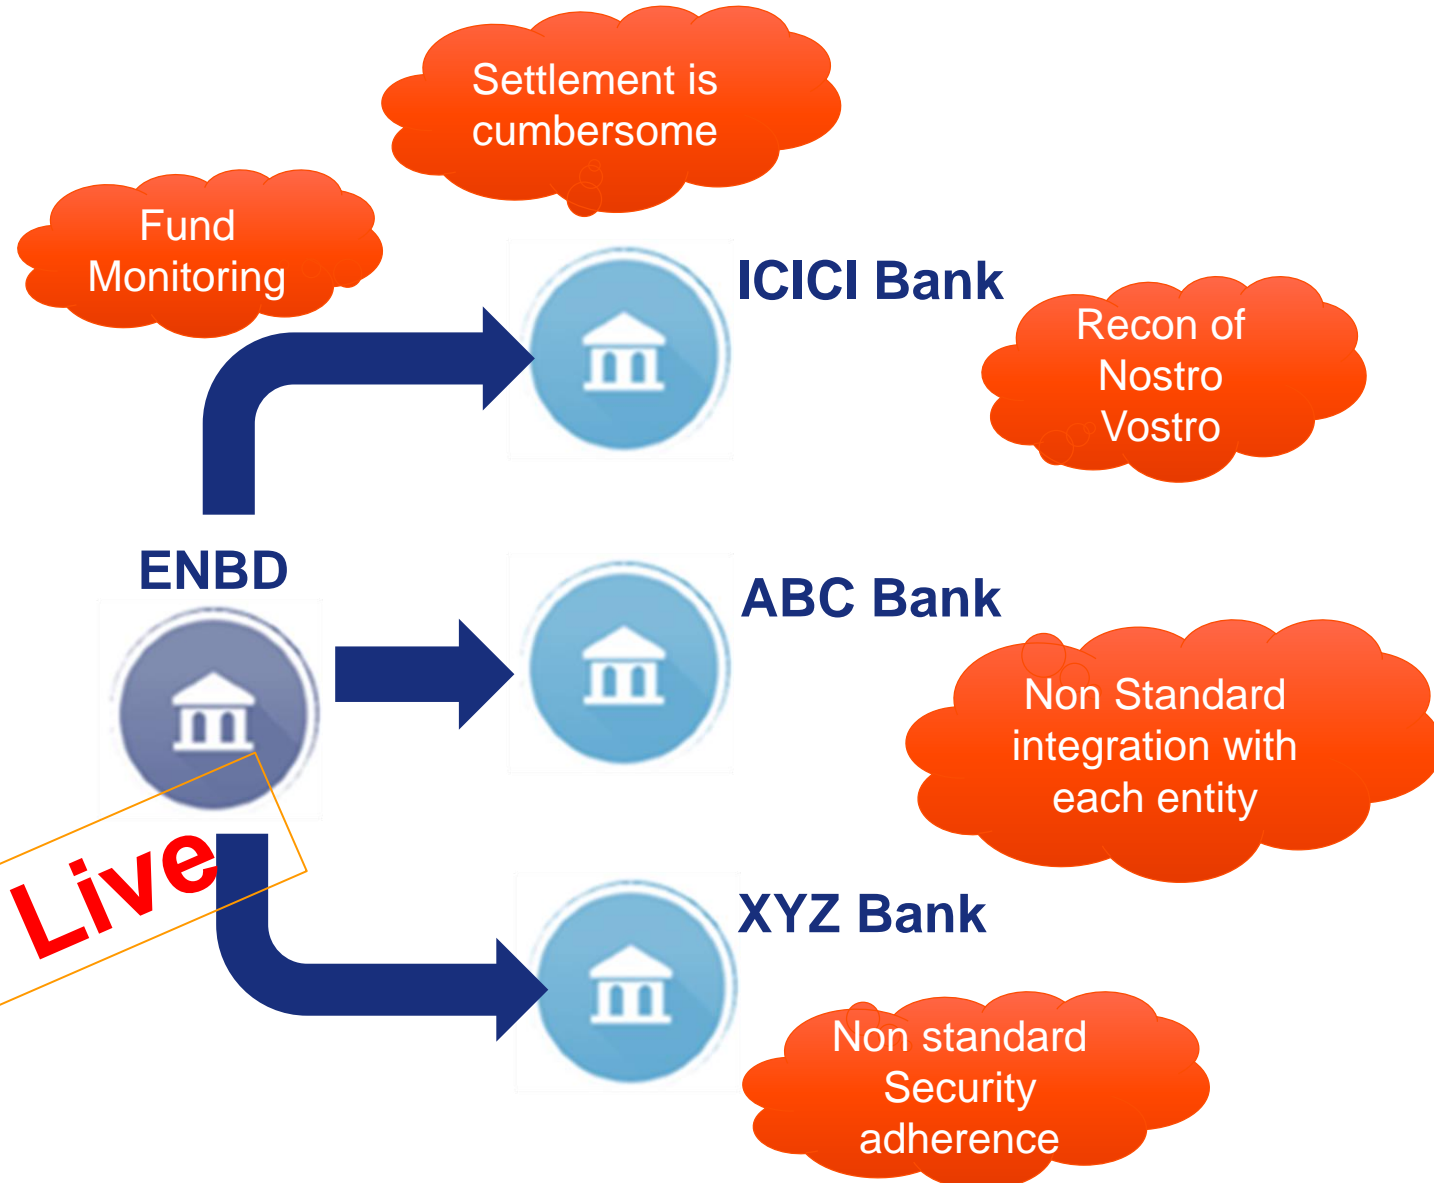 Settlement is
cumbersome
Fund
Monitoring
ICICI Bank
Recon of
Nostro
Vostro
ENBD
ABC Bank
Non Standard
integration with
each entity
Live
XYZ Bank
Non standard
Security
adherence